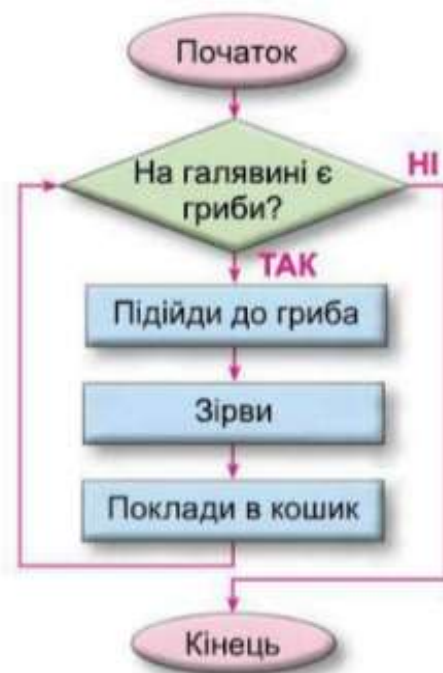 Початок
На галявині є
гриби?
НІ
ТАК
Підійди до гриба
Зірви
Поклади в кошик
Кінець